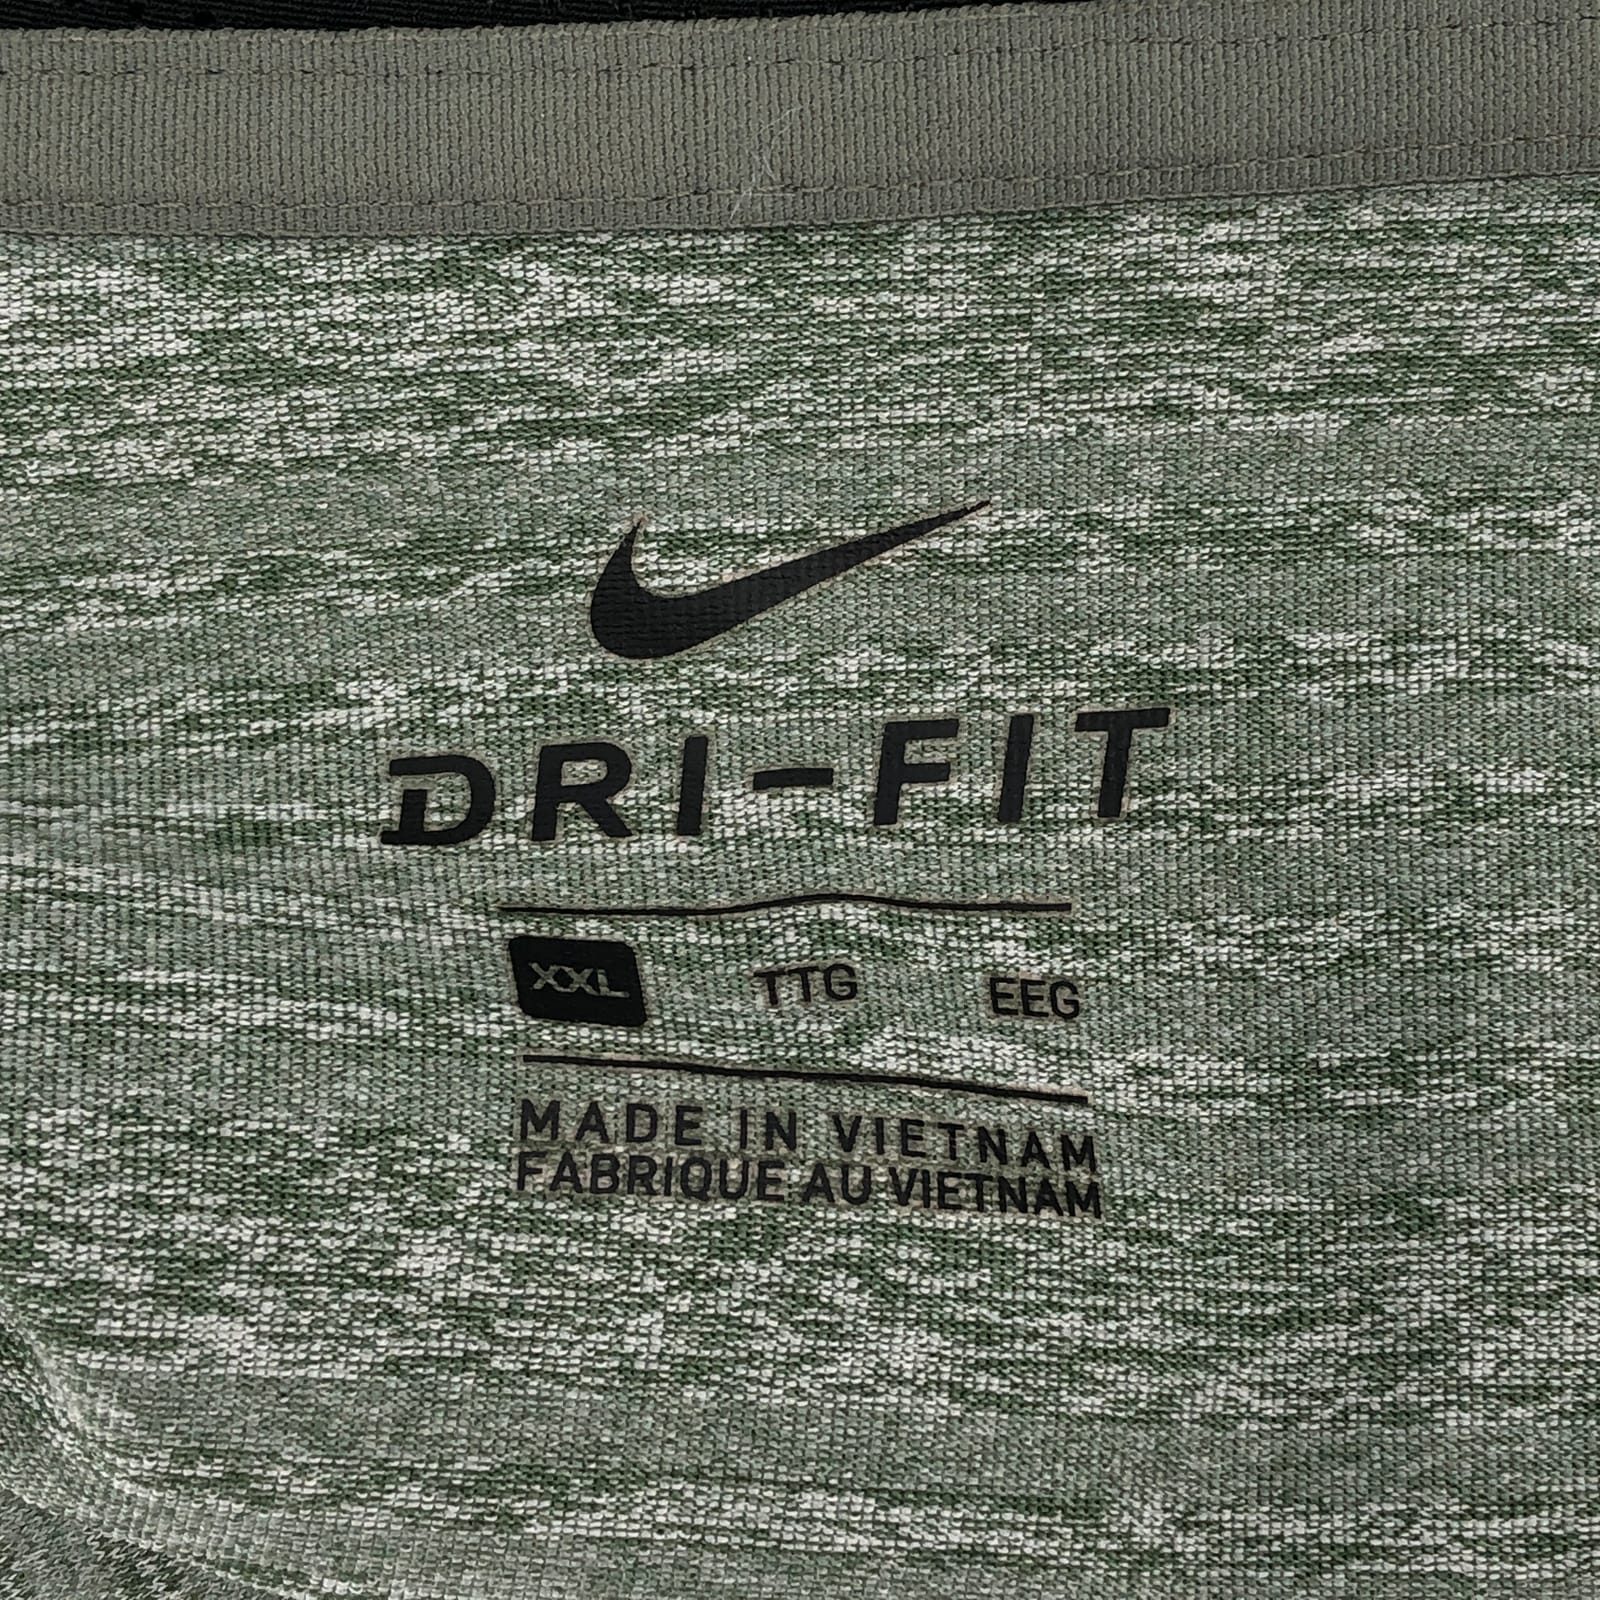 DRI-FIT
XXL TTG EEG
MADE IN VIETNAM
FABRIQUE AU VIETNAM